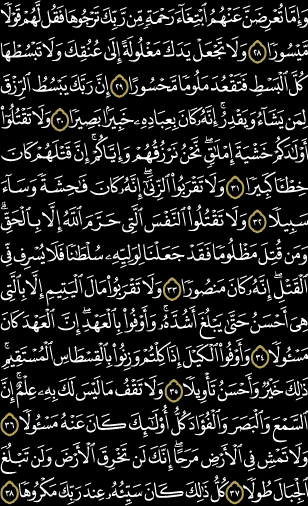 وَإِمَّا تُعْرِضَنَّ عَنْهُمُ ٱبْتِغَآءَ رَحْمَةٍ مِّن رَّبِّكَ تَرْجُوهَا فَقُل لَّهُمْ قَوْلًا
مَّيْسُورًا ٢٨ وَلَا تَجْعَلْ يَدَكَ مَغْلُولَةً إِلَىٰ عُنُقِكَ وَلَا تَبْسُطْهَا
كُلَّ ٱلْبَسْطِ فَتَقْعُدَ مَلُومًا مَّحْسُورًا ٢٩ إِنَّ رَبَّكَ يَبْسُطُ ٱلرِّزْقَ
لِمَن يَشَآءُ وَيَقْدِرُ ۚ إِنَّهُۥ كَانَ بِعِبَادِهِۦ خَبِيرًۢا بَصِيرًا ٣٠ وَلَا تَقْتُلُوٓا۟
أَوْلَٰدَكُمْ خَشْيَةَ إِمْلَٰقٍ ۖ نَّحْنُ نَرْزُقُهُمْ وَإِيَّاكُمْ ۚ إِنَّ قَتْلَهُمْ كَانَ
خِطْـًٔا كَبِيرًا ٣١ وَلَا تَقْرَبُوا۟ ٱلزِّنَىٰٓ ۖ إِنَّهُۥ كَانَ فَٰحِشَةً وَسَآءَ
سَبِيلًا ٣٢ وَلَا تَقْتُلُوا۟ ٱلنَّفْسَ ٱلَّتِى حَرَّمَ ٱللَّهُ إِلَّا بِٱلْحَقِّ ۗ
وَمَن قُتِلَ مَظْلُومًا فَقَدْ جَعَلْنَا لِوَلِيِّهِۦ سُلْطَٰنًا فَلَا يُسْرِف فِّى
ٱلْقَتْلِ ۖ إِنَّهُۥ كَانَ مَنصُورًا ٣٣ وَلَا تَقْرَبُوا۟ مَالَ ٱلْيَتِيمِ إِلَّا بِٱلَّتِى
هِىَ أَحْسَنُ حَتَّىٰ يَبْلُغَ أَشُدَّهُۥ ۚ وَأَوْفُوا۟ بِٱلْعَهْدِ ۖ إِنَّ ٱلْعَهْدَ كَانَ
مَسْـُٔولًا ٣٤ وَأَوْفُوا۟ ٱلْكَيْلَ إِذَا كِلْتُمْ وَزِنُوا۟ بِٱلْقِسْطَاسِ ٱلْمُسْتَقِيمِ ۚ
ذَٰلِكَ خَيْرٌ وَأَحْسَنُ تَأْوِيلًا ٣٥ وَلَا تَقْفُ مَا لَيْسَ لَكَ بِهِۦ عِلْمٌ ۚ إِنَّ
ٱلسَّمْعَ وَٱلْبَصَرَ وَٱلْفُؤَادَ كُلُّ أُو۟لَٰٓئِكَ كَانَ عَنْهُ مَسْـُٔولًا ٣٦
وَلَا تَمْشِ فِى ٱلْأَرْضِ مَرَحًا ۖ إِنَّكَ لَن تَخْرِقَ ٱلْأَرْضَ وَلَن تَبْلُغَ
ٱلْجِبَالَ طُولًا ٣٧ كُلُّ ذَٰلِكَ كَانَ سَيِّئُهُۥ عِندَ رَبِّكَ مَكْرُوهًا ٣٨